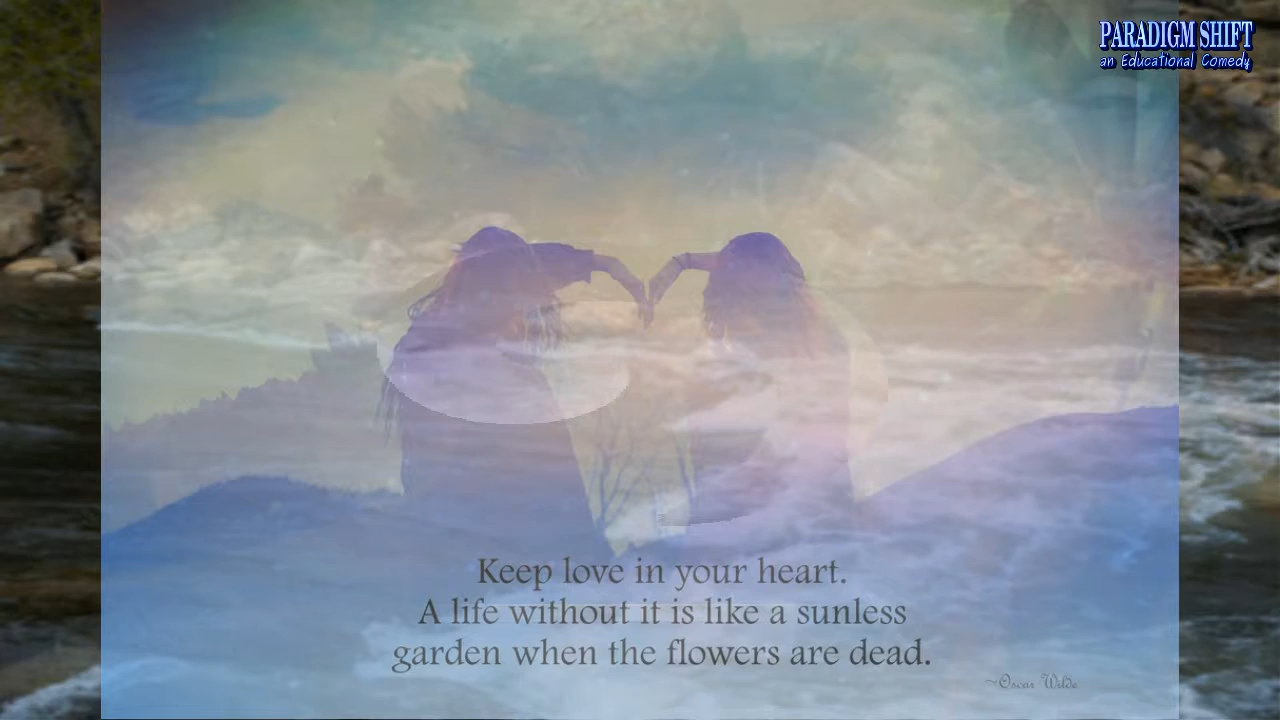 PARADIGM SHIFT
an Educational Comedy
Keep love in your heart.
A life without it is like a sunless
garden when the flowers are dead.
~Oscar Wilde